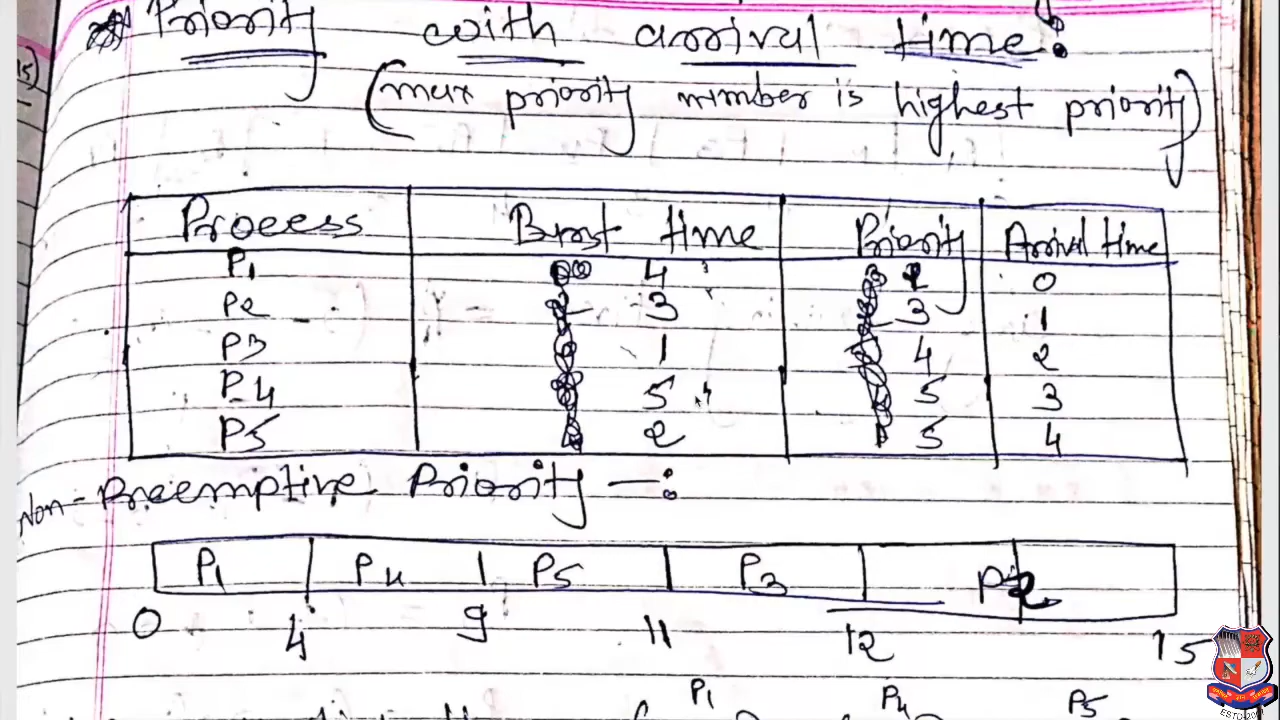 Priority with arrival time:
(max priority number is highest priority)
Process Burst time Priority Arrival time
P1 4 2 0
P2 3 3 1
P3 1 4 2
P4 5 5 3
P5 2 5 4
Non-Preemptive Priority —:
P1 P4 P5 P3 P2
0 4 9 11 12 15
P1 P4 P5